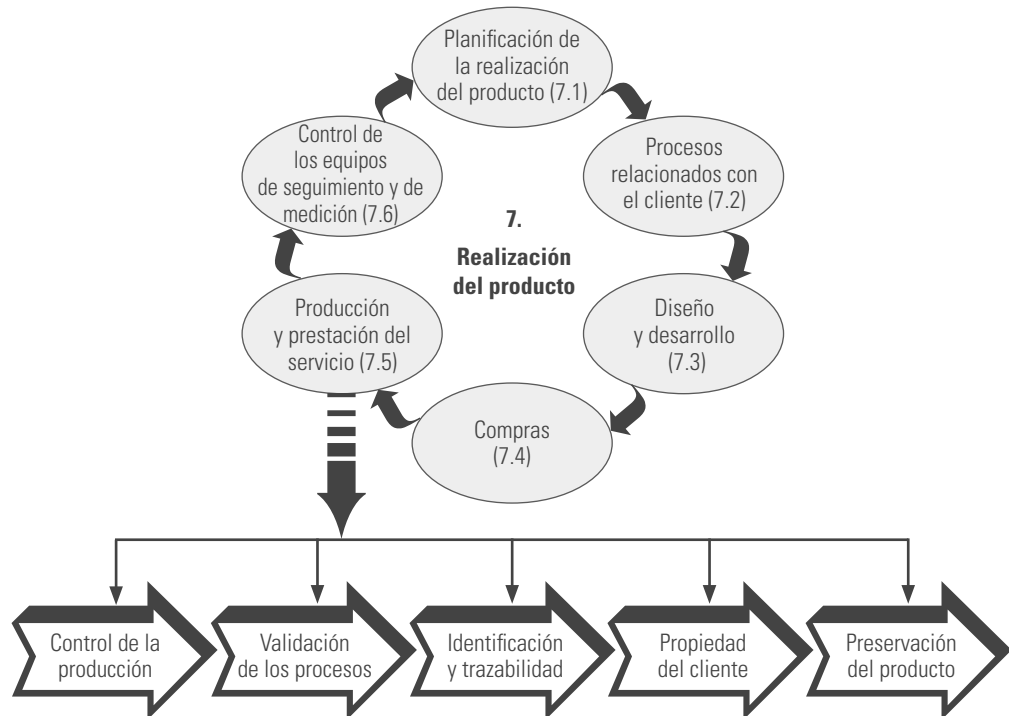 Planificación de
la realización
del producto (7.1)
Procesos
relacionados con
el cliente (7.2)
Diseño
y desarrollo
(7.3)
Compras
(7.4)
Producción
y prestación del
servicio (7.5)
Control de
los equipos
de seguimiento y de
medición (7.6)
7.
Realización
del producto
Control de la
producción
Validación
de los procesos
Identificación
y trazabilidad
Propiedad
del cliente
Preservación
del producto